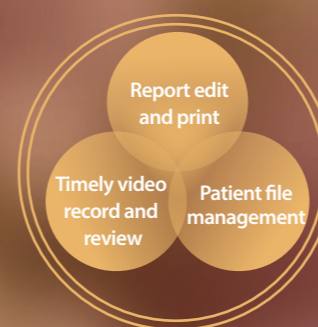 Report edit
and print
Timely video
record and
review
Patient file
management